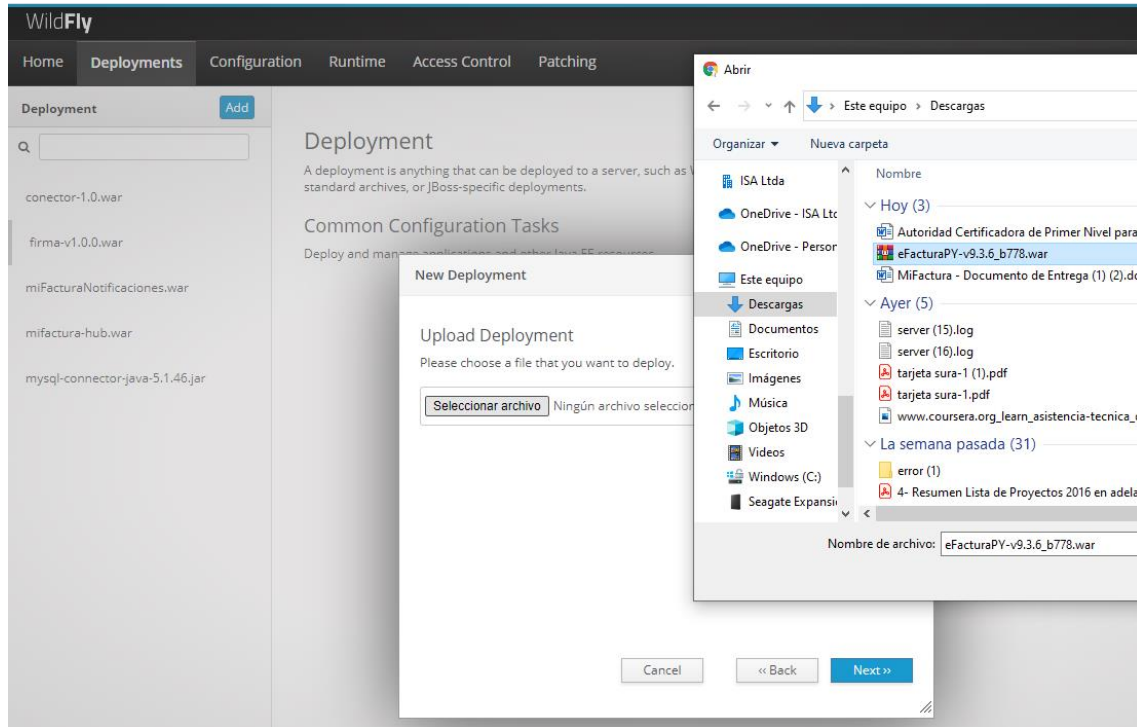 WildFly
Home Deployments Configuration Runtime Access Control Patching
Deployment Add
conector-1.0.war
firma-v1.0.0.war
miFacturaNotificaciones.war
mifactura-hub.war
mysql-connector-java-5.1.46.jar
Deployment
A deployment is anything that can be deployed to a server, such as
standard archives, or JBoss-specific deployments.
Common Configuration Tasks
Deploy and manage applications and other Java EE resources.
New Deployment
Upload Deployment
Please choose a file that you want to deploy.
Seleccionar archivo Ningún archivo seleccion
Cancel ‹‹ Back Next ››
Abrir
Este equipo › Descargas
Organizar Nueva carpeta
ISA Ltda
OneDrive - ISA Ltd
OneDrive - Person
Este equipo
Descargas
Documentos
Escritorio
Imágenes
Música
Objetos 3D
Videos
Windows (C:)
Seagate Expansi
Nombre
Hoy (3)
Autoridad Certificadora de Primer Nivel para
eFacturaPY-v9.3.6_b778.war
MiFactura - Documento de Entrega (1) (2).do
Ayer (5)
server (15).log
server (16).log
tarjeta sura-1 (1).pdf
tarjeta sura-1.pdf
www.coursera.org_learn_asistencia-tecnica_
La semana pasada (31)
error (1)
4- Resumen Lista de Proyectos 2016 en adela
Nombre de archivo: eFacturaPY-v9.3.6_b778.war